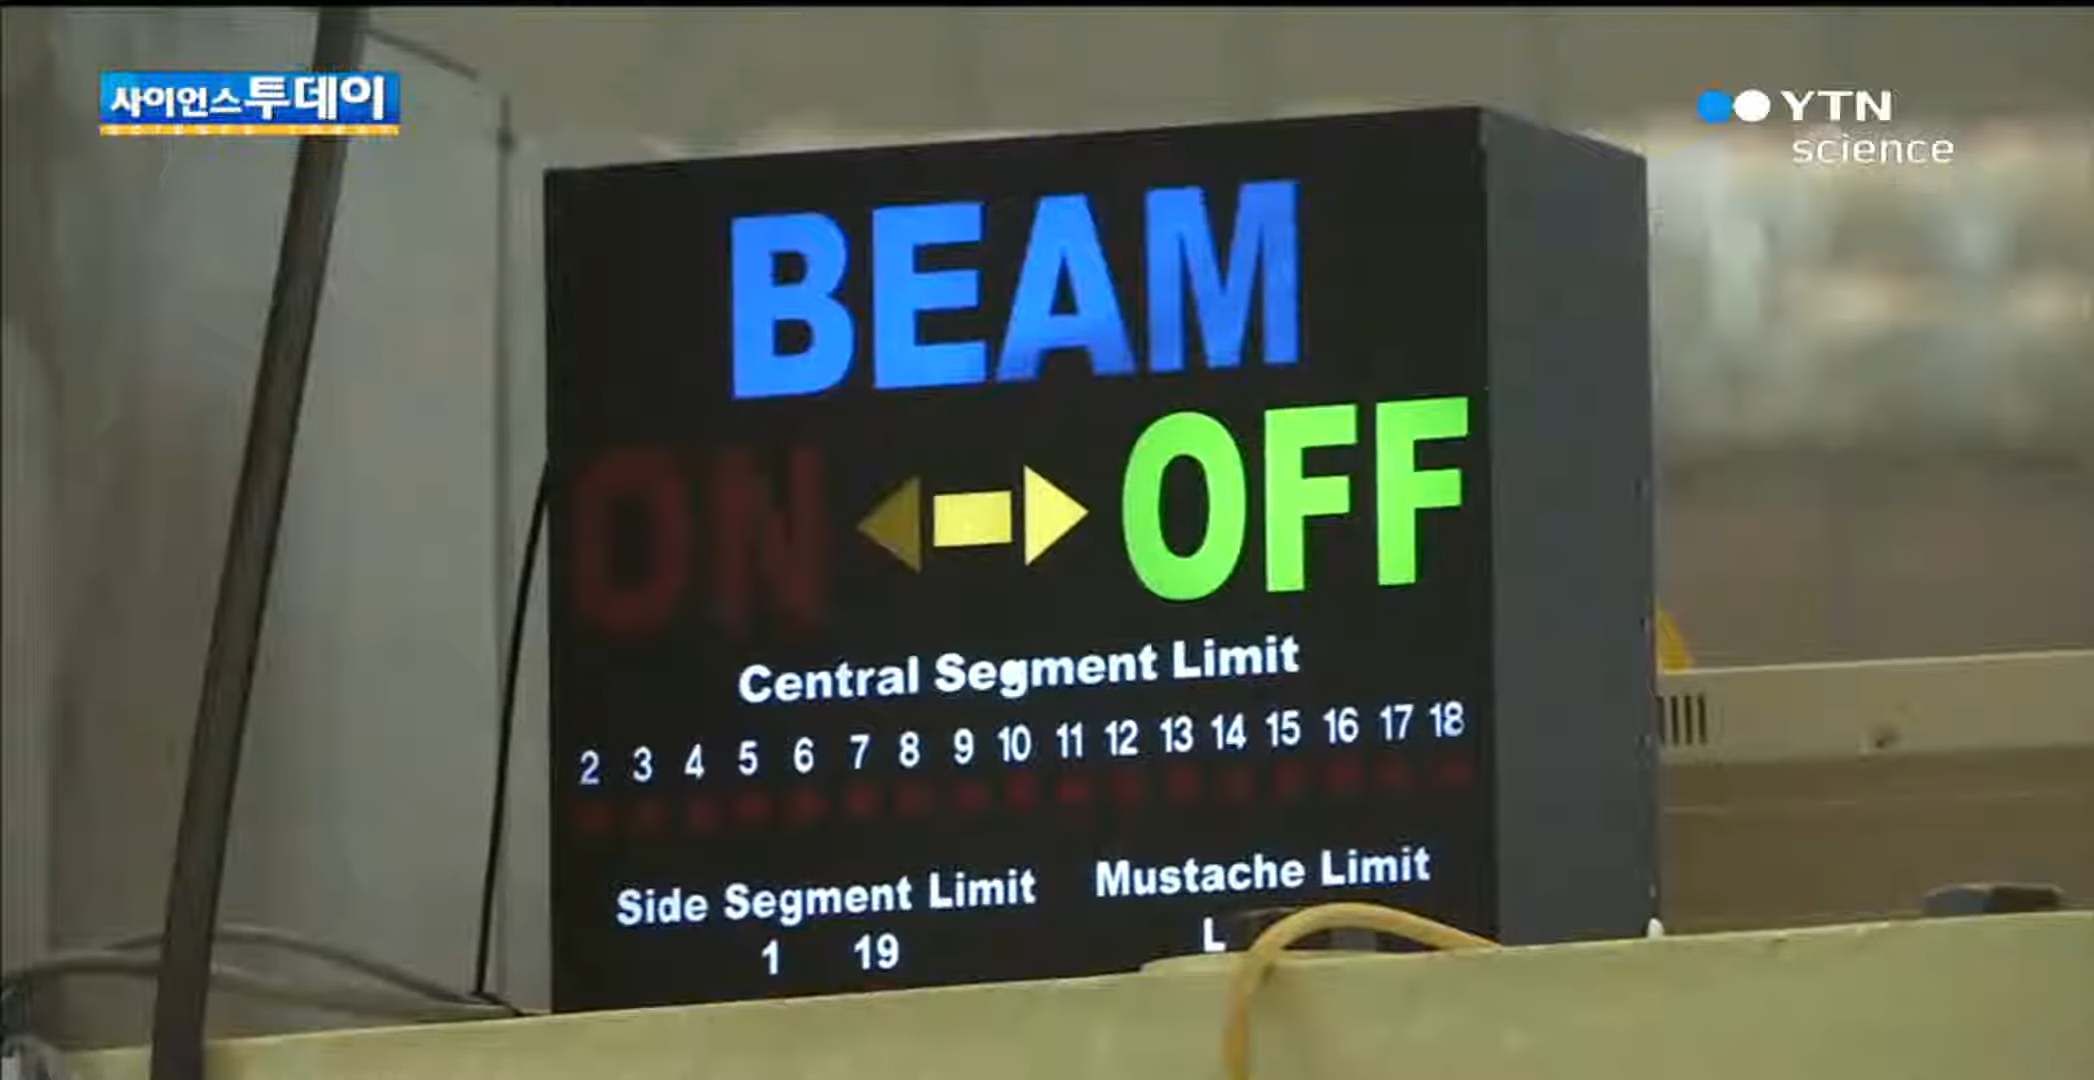 사이언스투데이
SCIENCE TODAY
YTN
science
BEAM
ON OFF
Central Segment Limit
2 3 4 5 6 7 8 9 10 11 12 13 14 15 16 17 18
Side Segment Limit
1 19
Mustache Limit
L